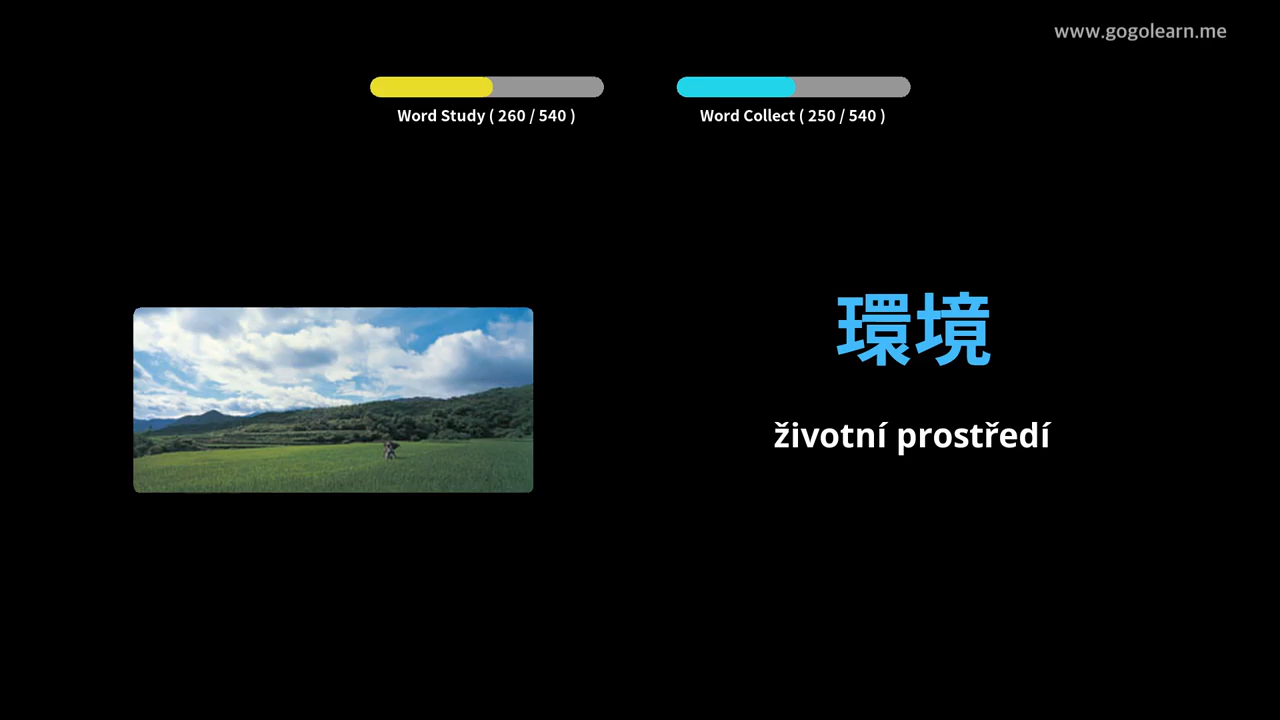 www.gogolearn.me
Word Study ( 260 / 540 )
Word Collect ( 250 / 540 )
環境
životní prostředí